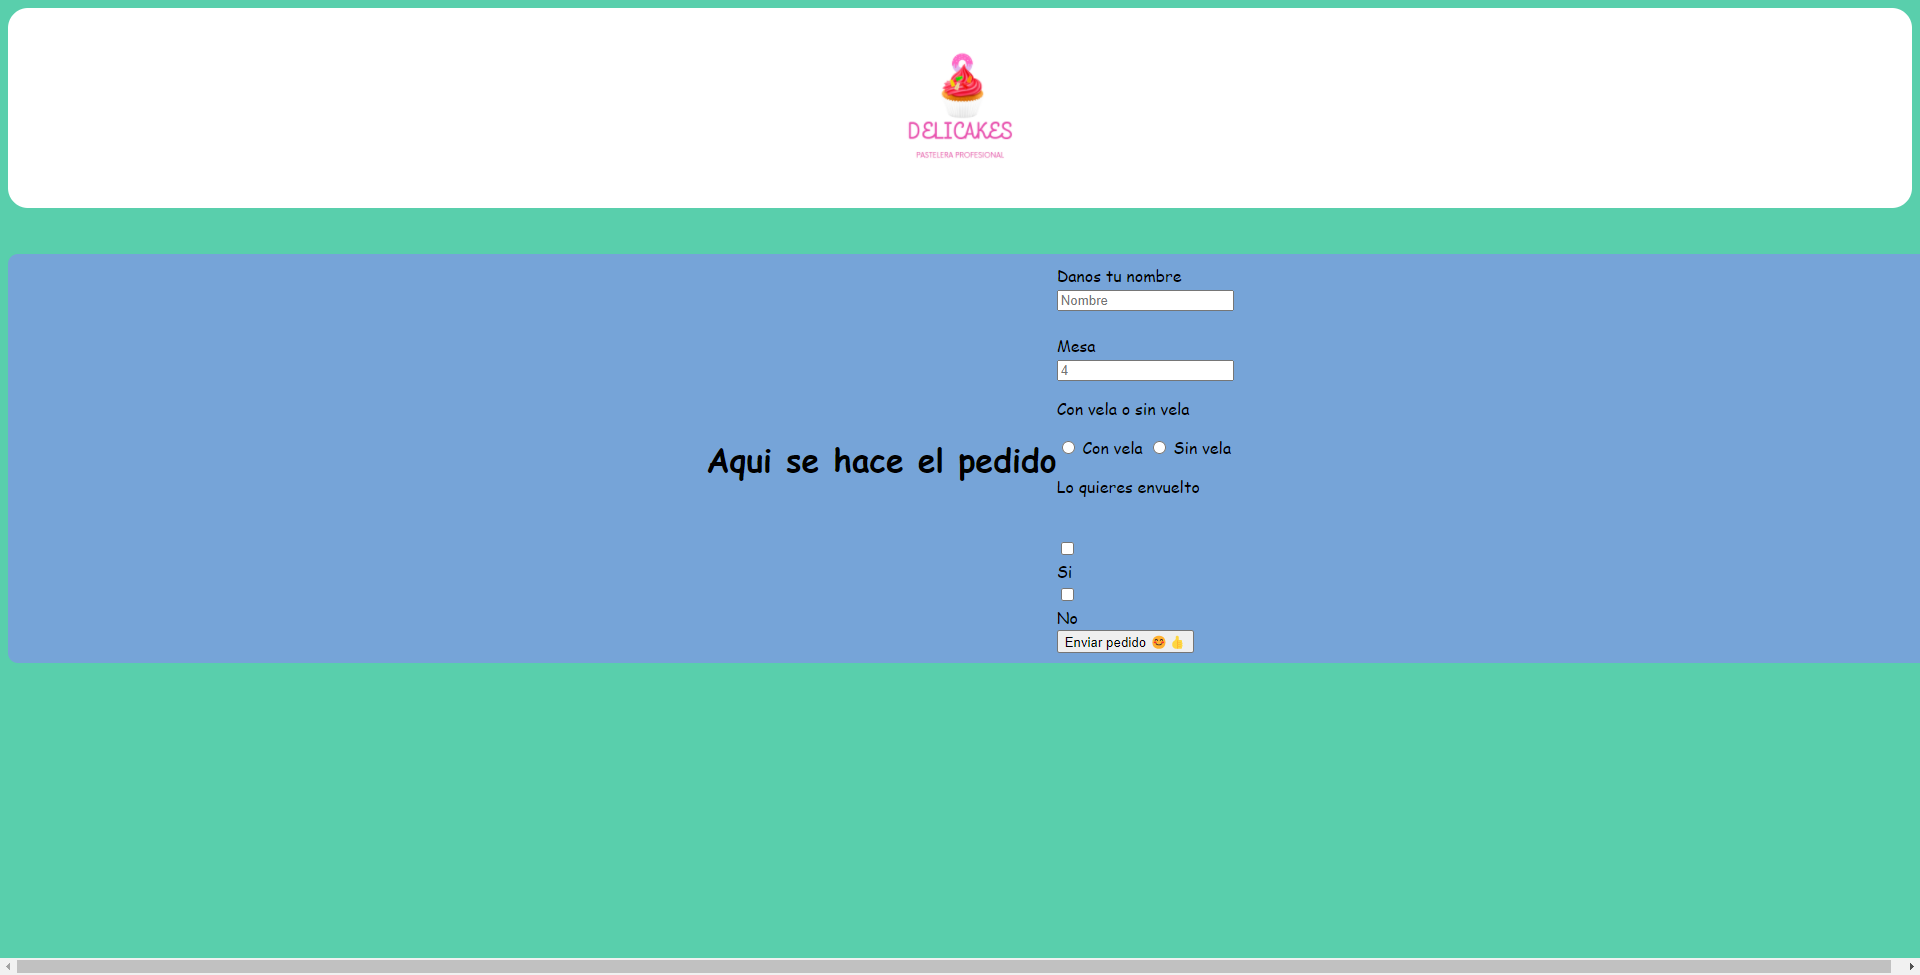 DELICAKES
PASTELERA PROFESIONAL
Aqui se hace el pedido
Danos tu nombre
Nombre
Mesa
4
Con vela o sin vela
Con vela Sin vela
Lo quieres envuelto
Si
No
Enviar pedido 😊👍